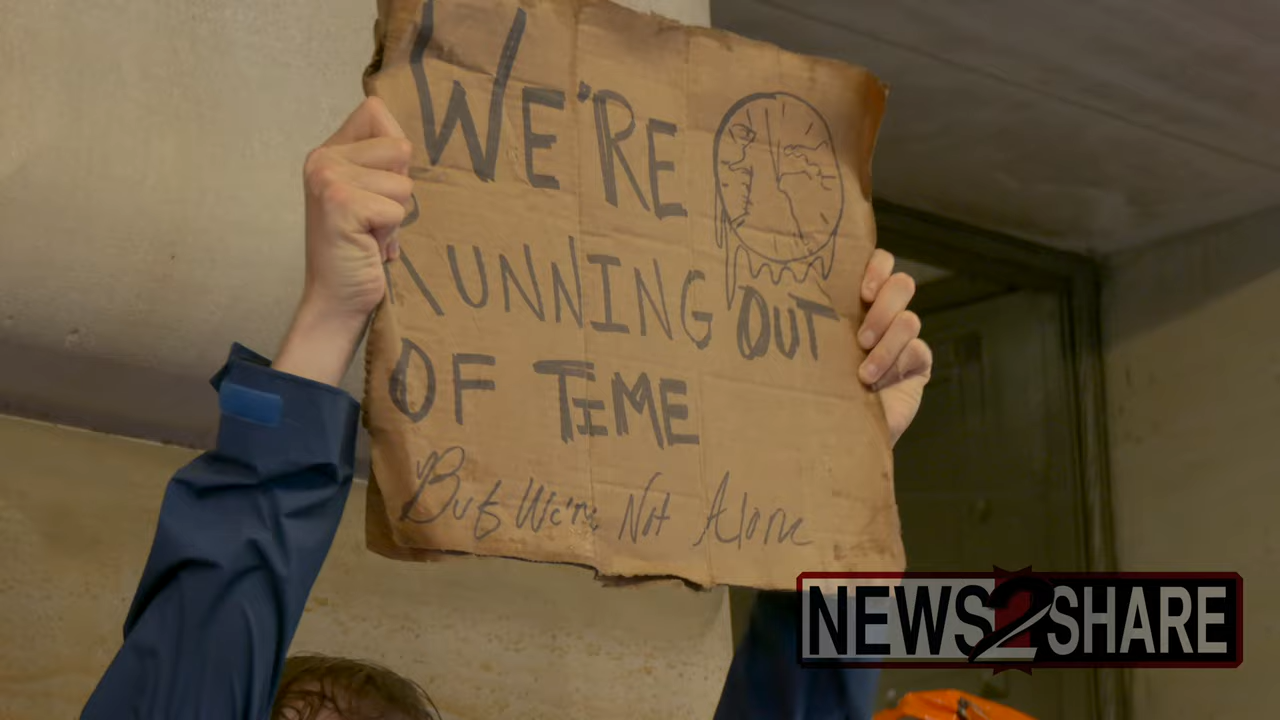 WE'RE
RUNNING OUT
OF TIME
But We're Not Alone
NEWS2SHARE